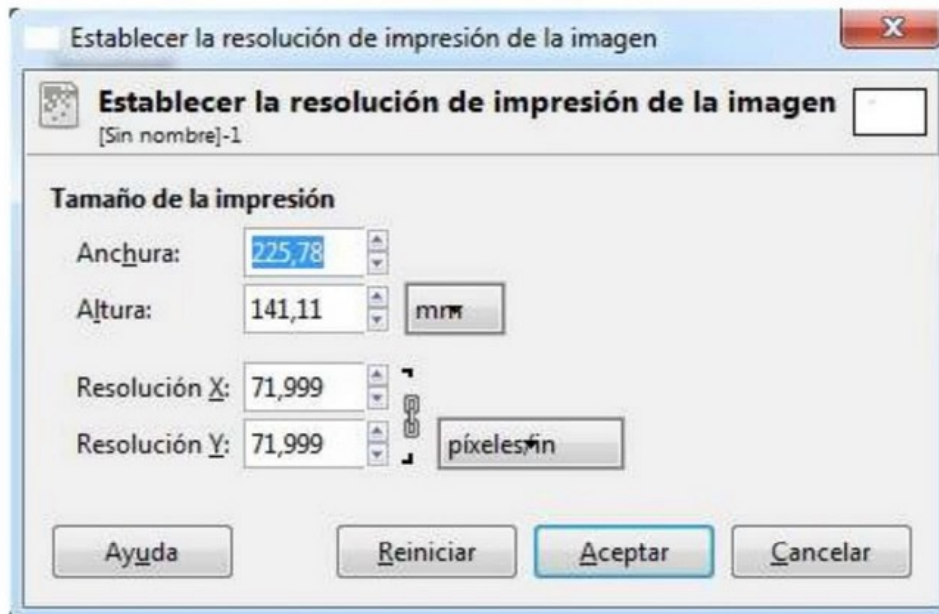 Establecer la resolución de impresión de la imagen
Establecer la resolución de impresión de la imagen
[Sin nombre]-1
Tamaño de la impresión
Anchura: 225,78
Altura: 141,11 mm
Resolución X: 71,999
Resolución Y: 71,999 píxeles/in
Ayuda Reiniciar Aceptar Cancelar